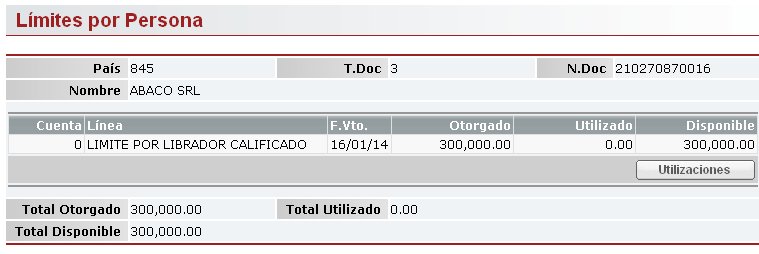 Límites por Persona
País 845 T.Doc 3 N.Doc 210270870016
Nombre ABACO SRL
Cuenta Línea F.Vto. Otorgado Utilizado Disponible
0 LIMITE POR LIBRADOR CALIFICADO 16/01/14 300,000.00 0.00 300,000.00
Utilizaciones
Total Otorgado 300,000.00 Total Utilizado 0.00
Total Disponible 300,000.00